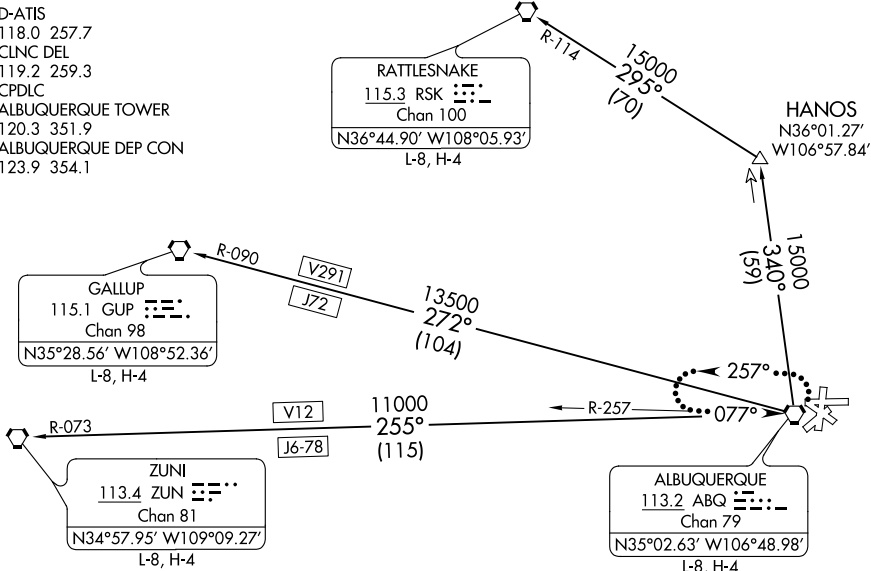 D-ATIS
118.0 257.7
CLNC DEL
119.2 259.3
CPDLC
ALBUQUERQUE TOWER
120.3 351.9
ALBUQUERQUE DEP CON
123.9 354.1
RATTLESNAKE
115.3 RSK
Chan 100
N36°44.90' W108°05.93'
L-8, H-4
R-114
15000
295°
(70)
HANOS
N36°01.27'
W106°57.84'
15000
340°
(59)
GALLUP
115.1 GUP
Chan 98
N35°28.56' W108°52.36'
L-8, H-4
R-090
V291
J72
13500
272°
(104)
257°
077°
R-257
R-073
V12
J6-78
11000
255°
(115)
ZUNI
113.4 ZUN
Chan 81
N34°57.95' W109°09.27'
L-8, H-4
ALBUQUERQUE
113.2 ABQ
Chan 79
N35°02.63' W106°48.98'
L-8, H-4